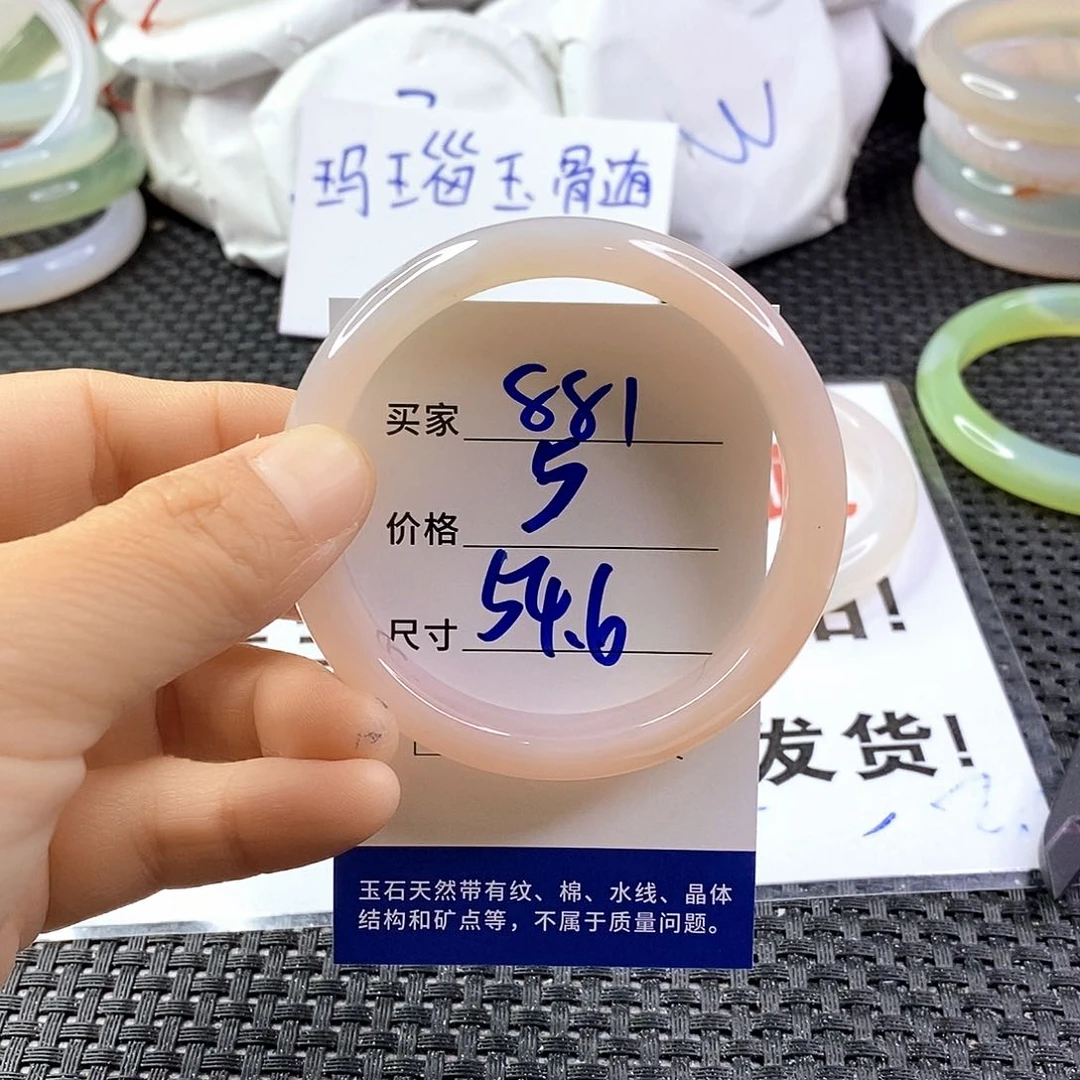 玛瑙玉骨髓
买家 881
价格 5
尺寸 54.6
发货!
玉石天然带有纹、棉、水线、晶体
结构和矿点等，不属于质量问题。